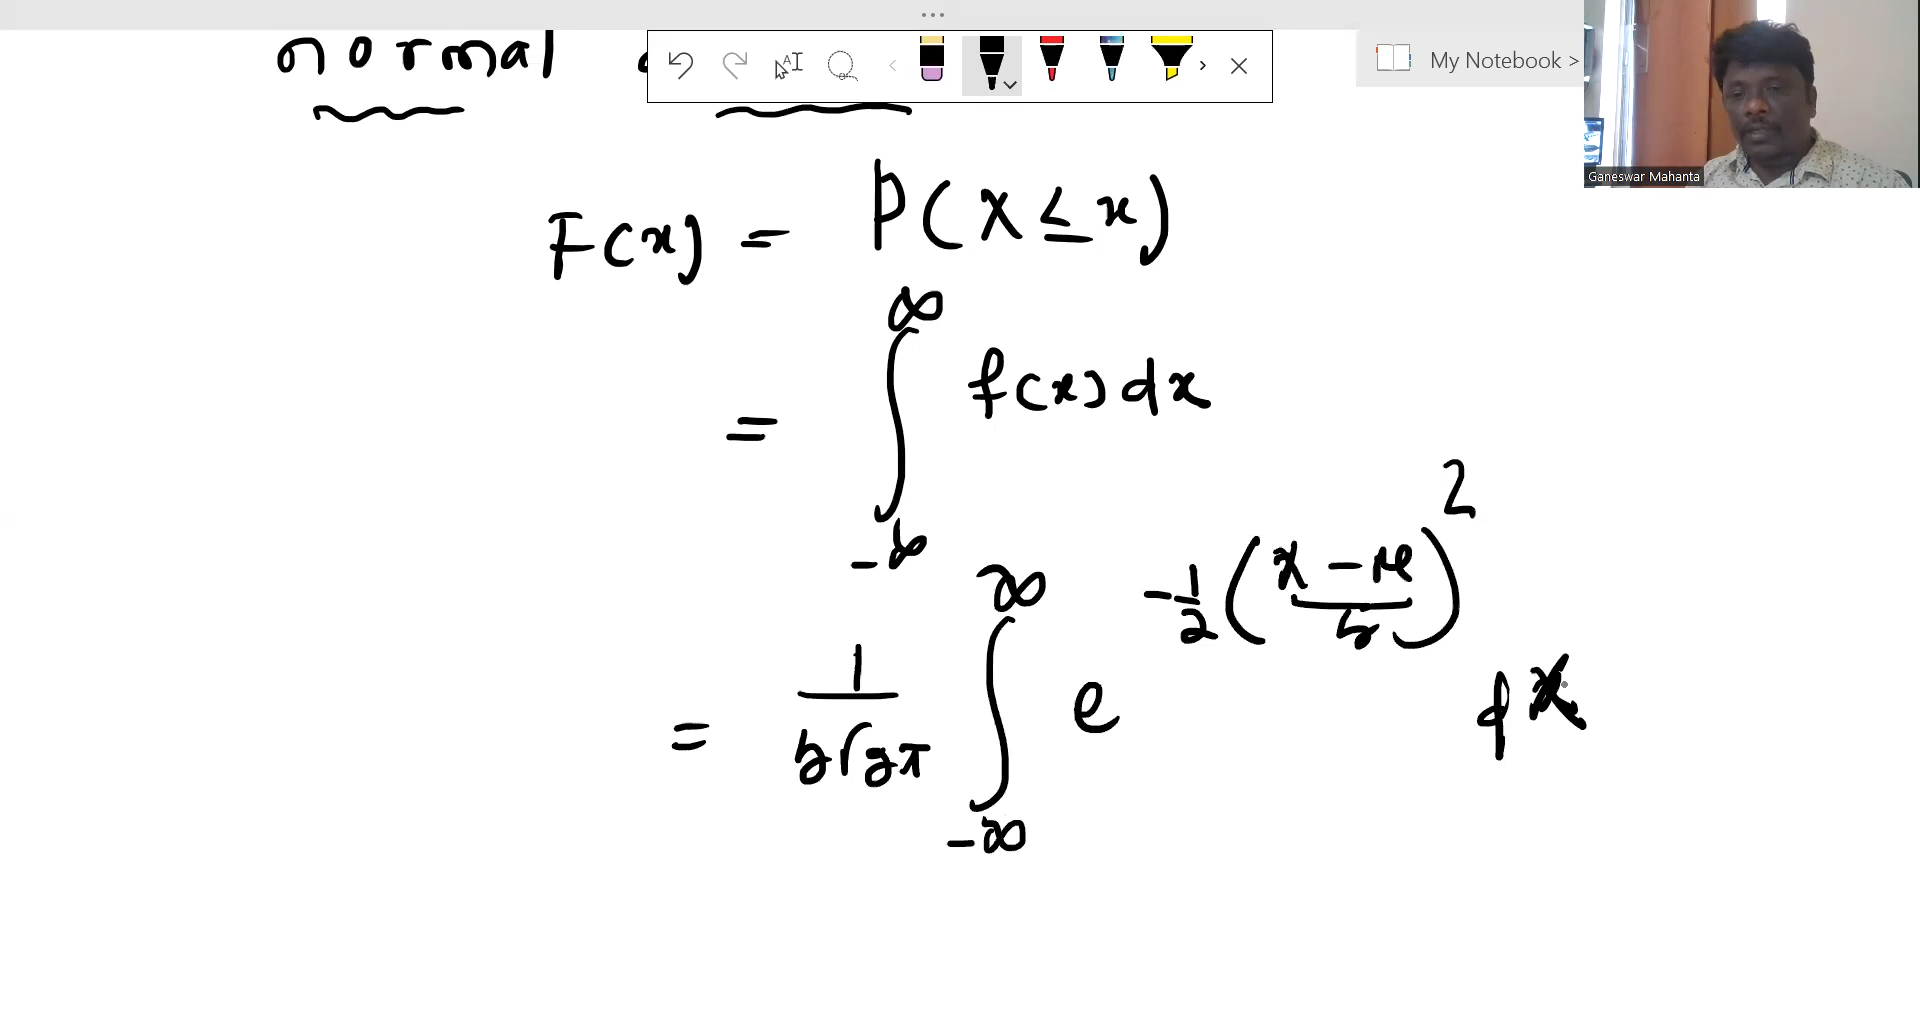 ...
My Notebook >
Ganeswar Mahanta
normal
F(x) = P(X ≤ x)
= ∫_{-∞}^{∞} f(x) dx
= 1/(σ√2π) ∫_{-∞}^{∞} e^{-1/2 ((x-μ)/σ)^2} dx